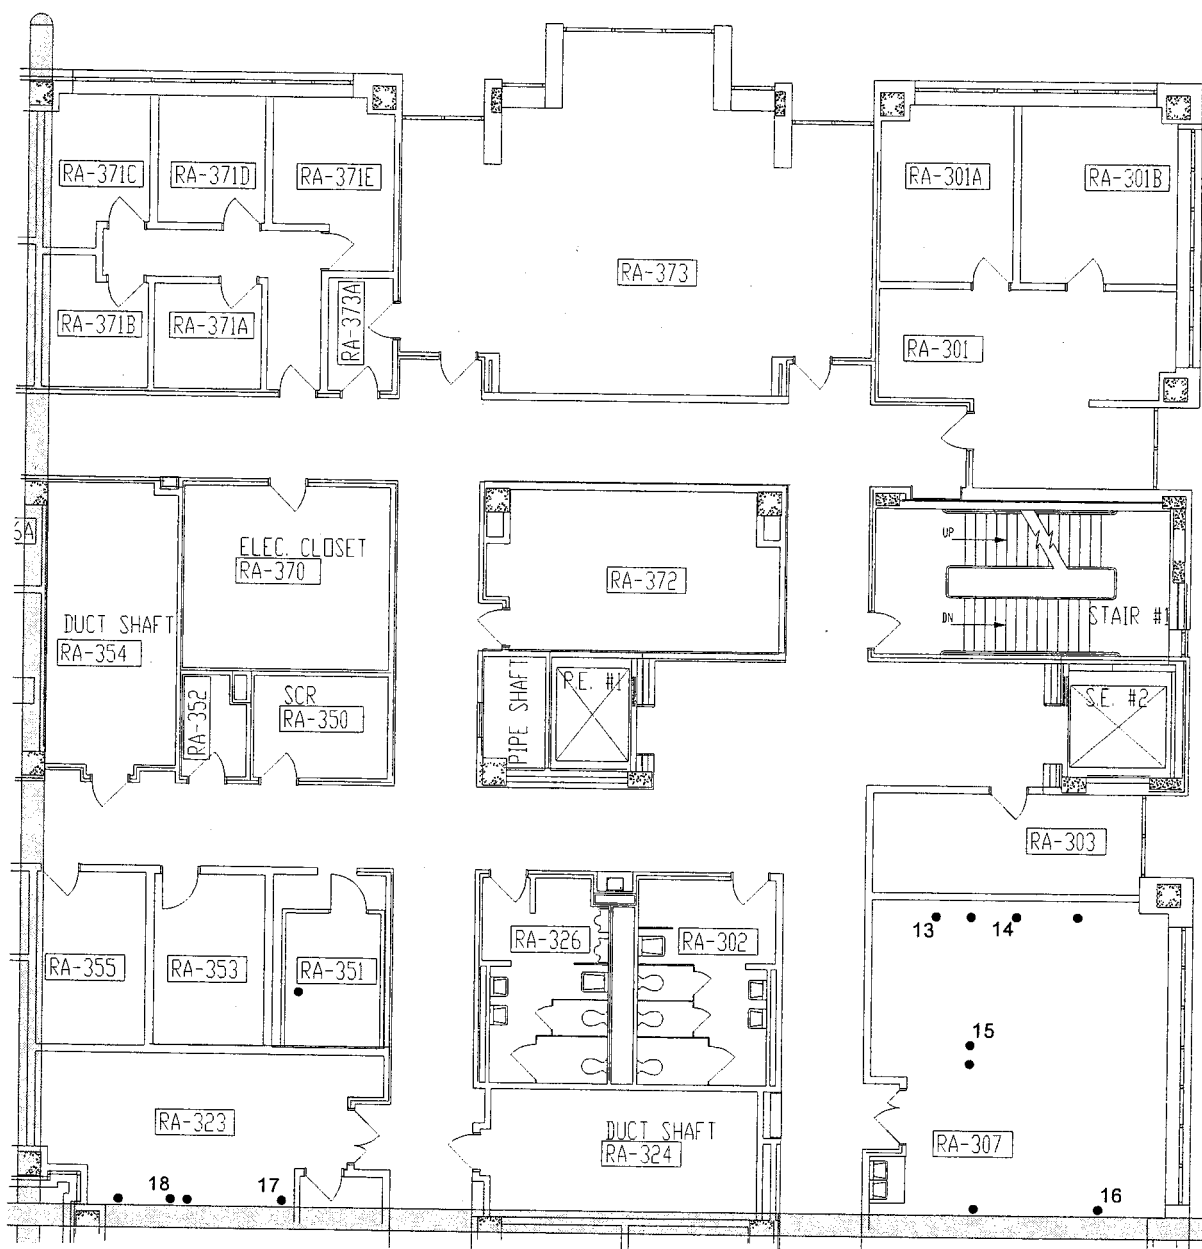 RA-371C
RA-371D
RA-371E
RA-301A
RA-301B
RA-373
RA-371B
RA-371A
RA-373A
RA-301
6A
ELEC. CLOSET
RA-370
RA-372
UP
DN
STAIR #1
DUCT SHAFT
RA-354
RA-352
SCR
RA-350
PIPE SHAFT
P.E. #1
S.E. #2
RA-303
13
14
RA-355
RA-353
RA-351
RA-326
RA-302
15
RA-323
DUCT SHAFT
RA-324
RA-307
18
17
16